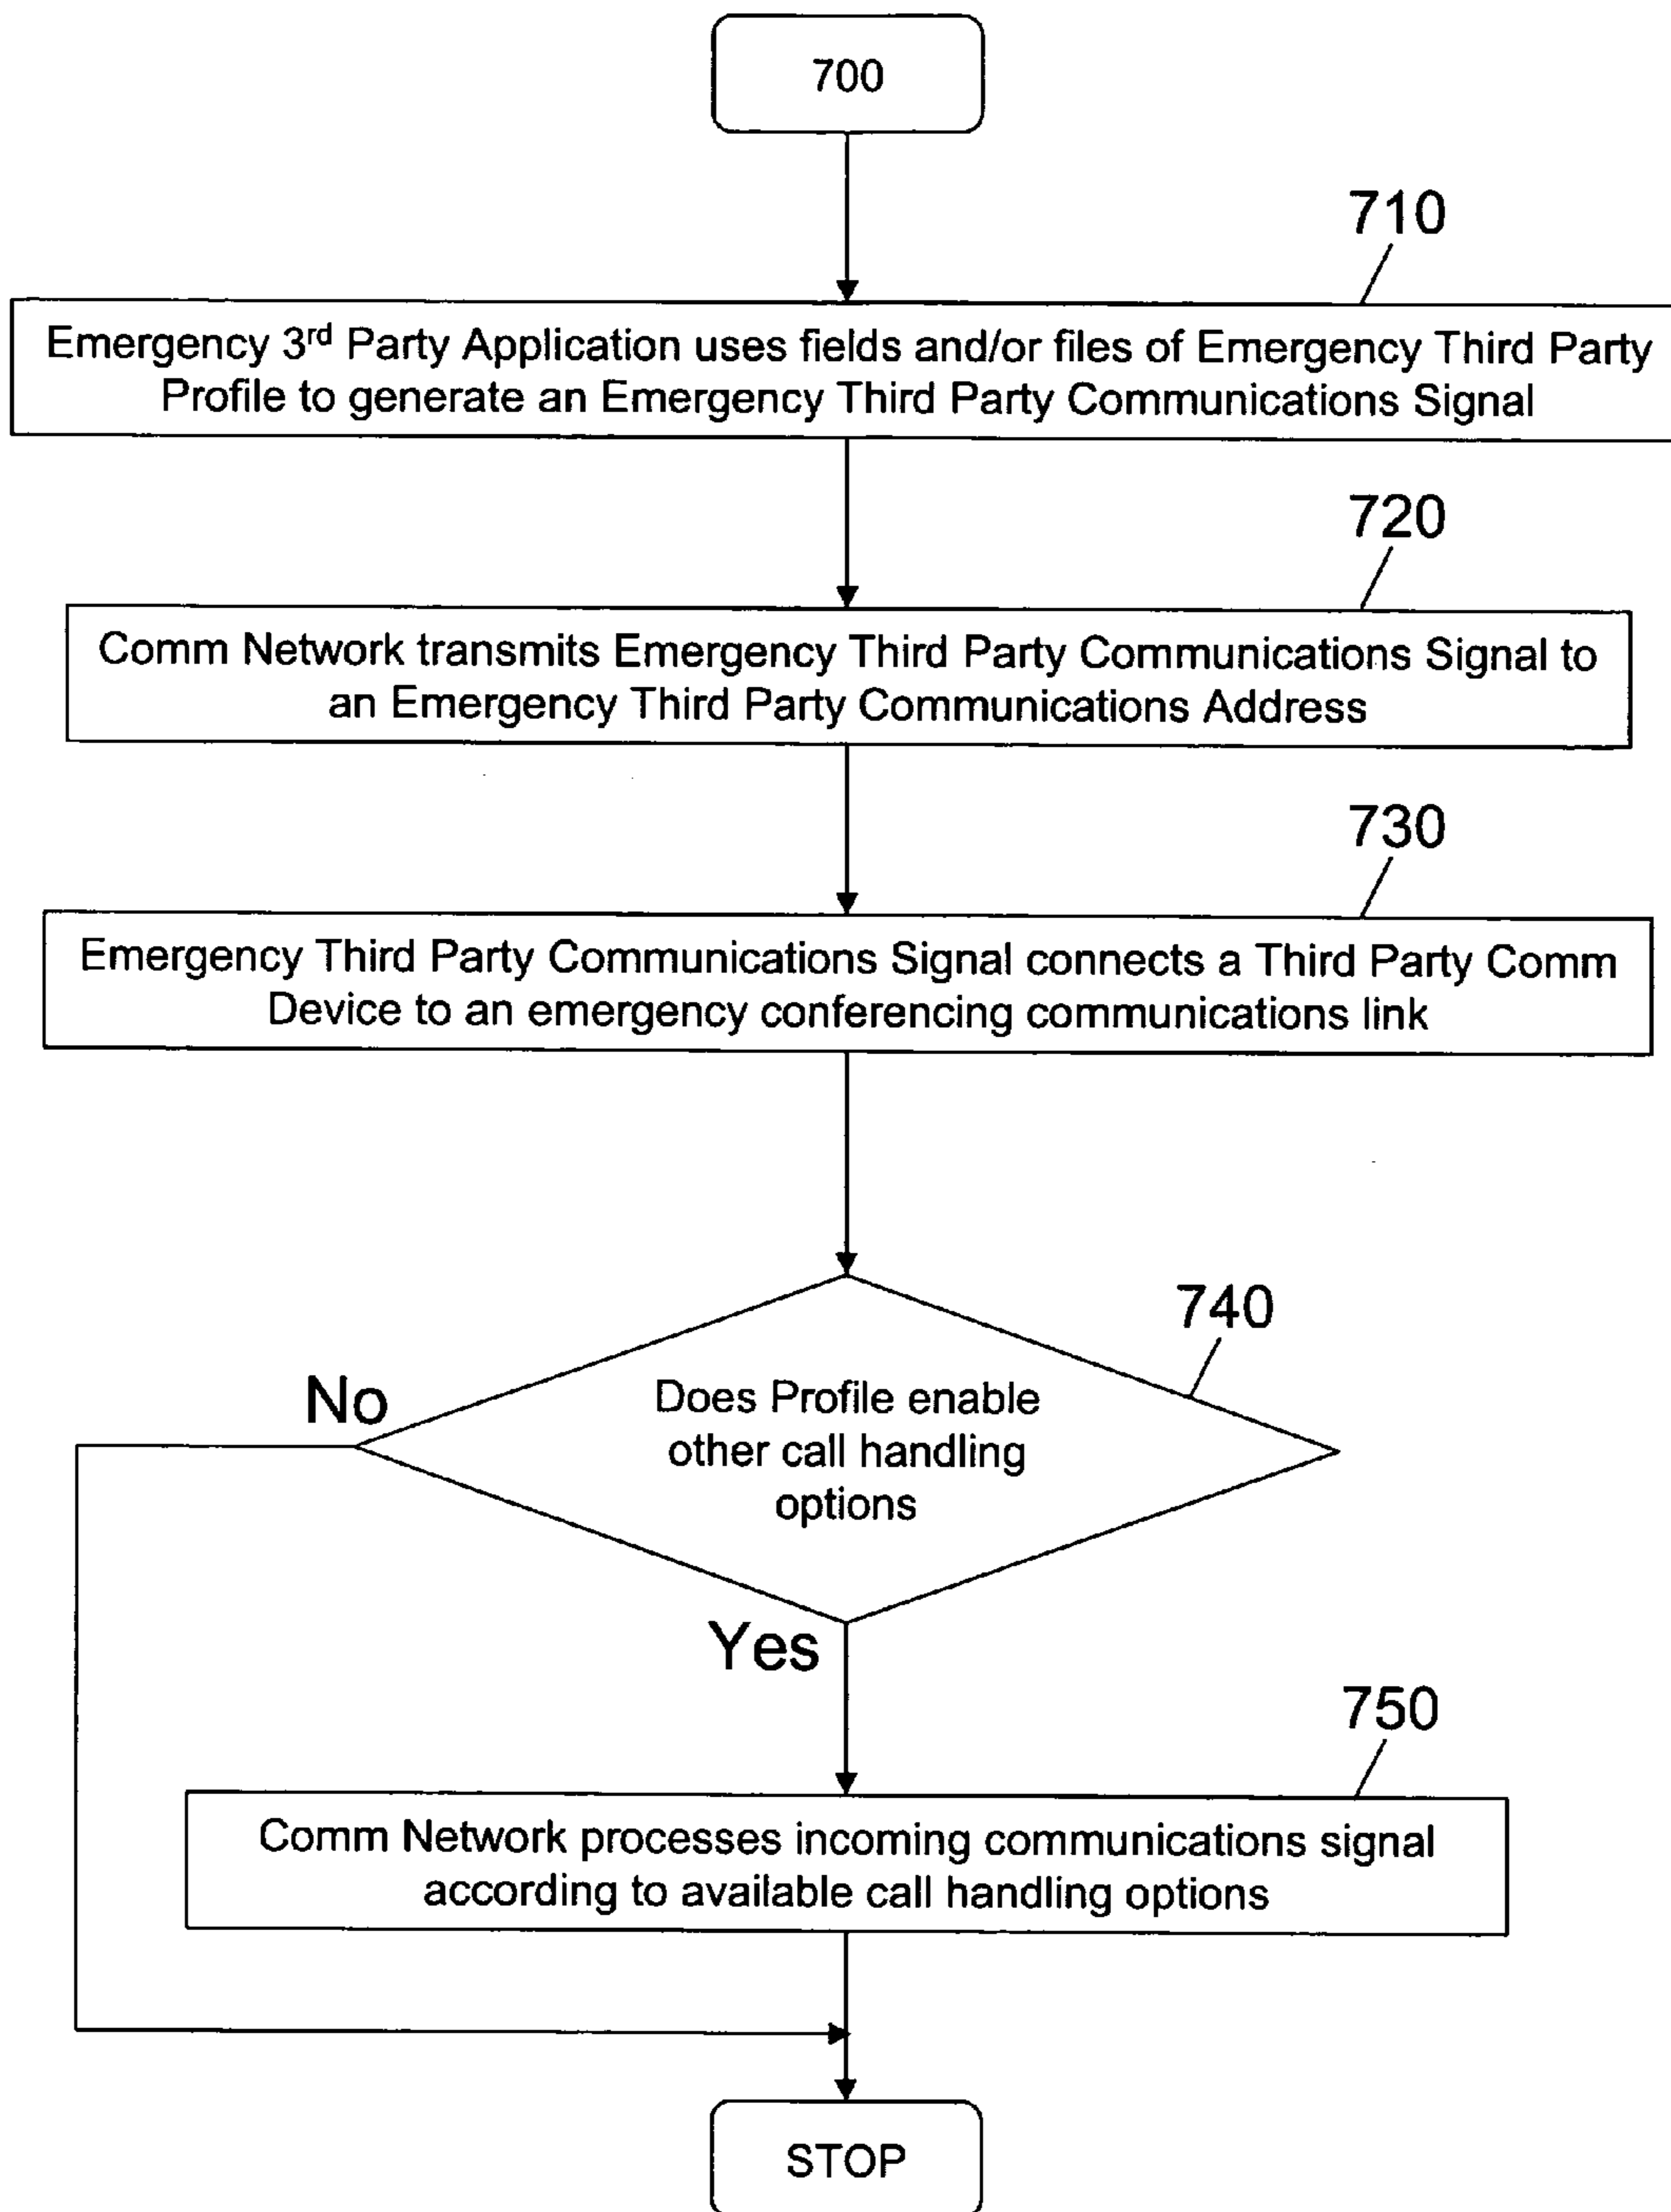 700
710
Emergency 3rd Party Application uses fields and/or files of Emergency Third Party
Profile to generate an Emergency Third Party Communications Signal
720
Comm Network transmits Emergency Third Party Communications Signal to
an Emergency Third Party Communications Address
730
Emergency Third Party Communications Signal connects a Third Party Comm
Device to an emergency conferencing communications link
740
No
Does Profile enable
other call handling
options
Yes
750
Comm Network processes incoming communications signal
according to available call handling options
STOP